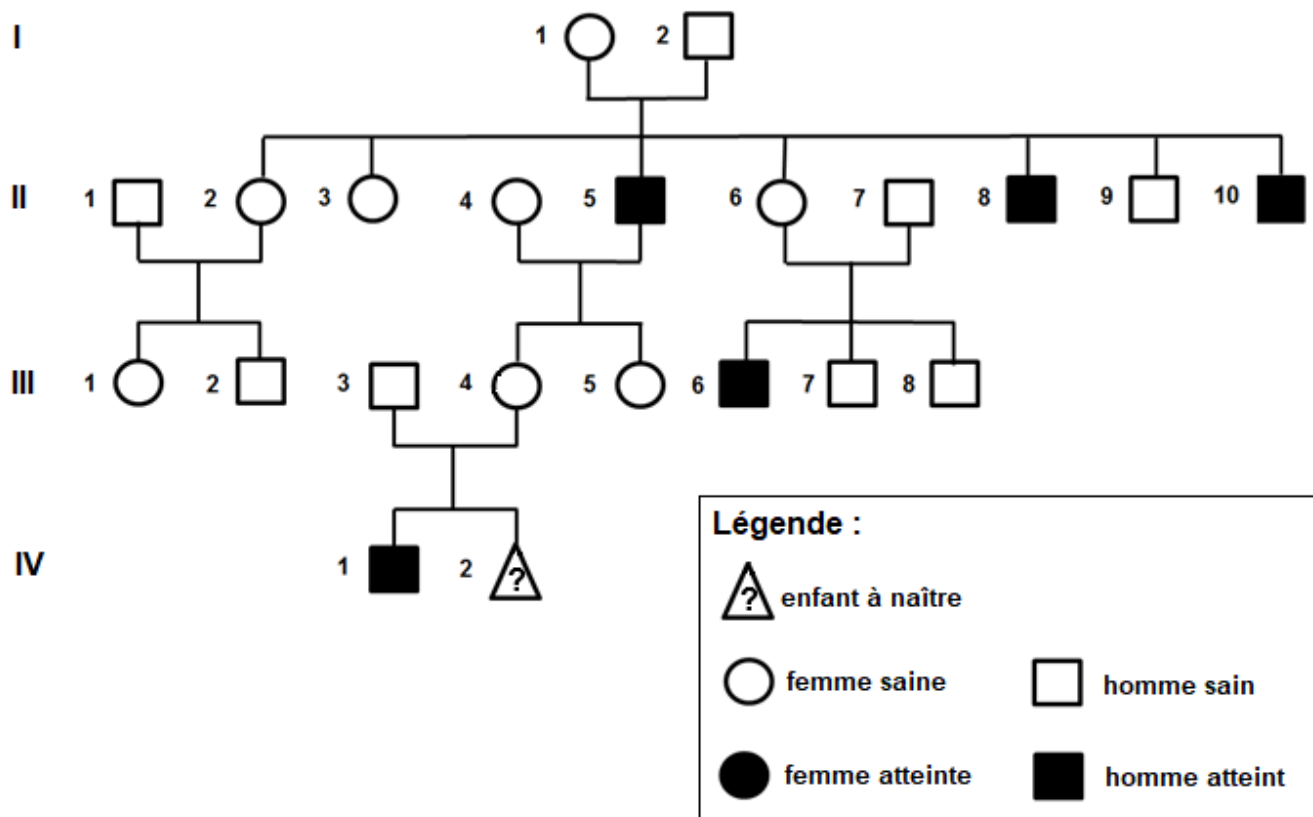 I
1 2
II
1 2 3 4 5 6 7 8 9 10
III
1 2 3 4 5 6 7 8
IV
1 2 ?
Légende :
? enfant à naître
femme saine homme sain
femme atteinte homme atteint